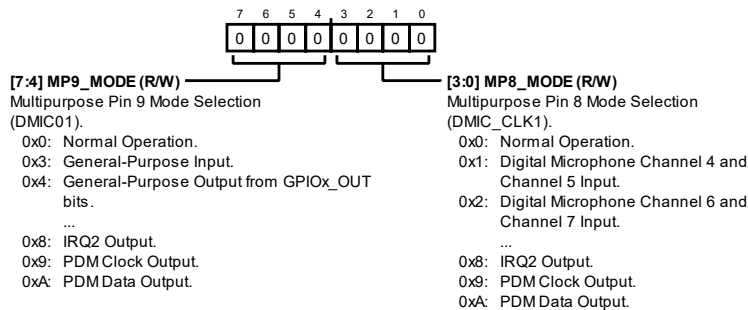 7 6 5 4 3 2 1 0
0 0 0 0 0 0 0 0
[7:4] MP9_MODE (R/W)
Multipurpose Pin 9 Mode Selection
(DMIC01).
0x0: Normal Operation.
0x3: General-Purpose Input.
0x4: General-Purpose Output from GPIOx_OUT
bits.
...
0x8: IRQ2 Output.
0x9: PDM Clock Output.
0xA: PDM Data Output.
[3:0] MP8_MODE (R/W)
Multipurpose Pin 8 Mode Selection
(DMIC_CLK1).
0x0: Normal Operation.
0x1: Digital Microphone Channel 4 and
Channel 5 Input.
0x2: Digital Microphone Channel 6 and
Channel 7 Input.
...
0x8: IRQ2 Output.
0x9: PDM Clock Output.
0xA: PDM Data Output.